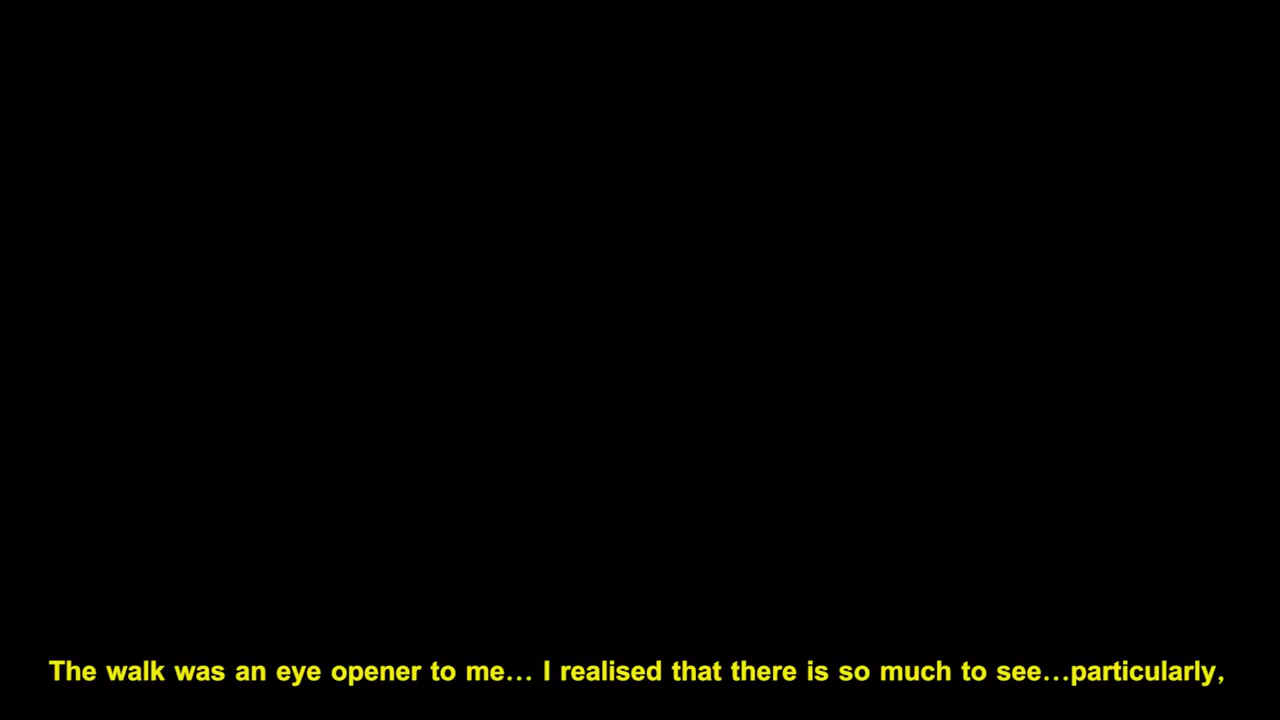 The walk was an eye opener to me... I realised that there is so much to see...particularly,